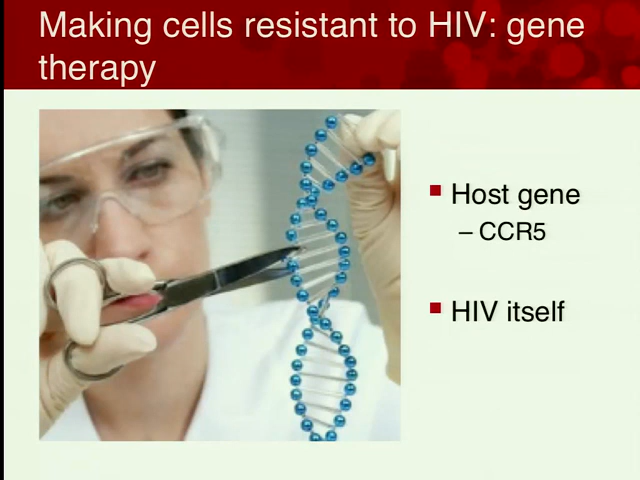 Making cells resistant to HIV: gene
therapy
Host gene
– CCR5
HIV itself